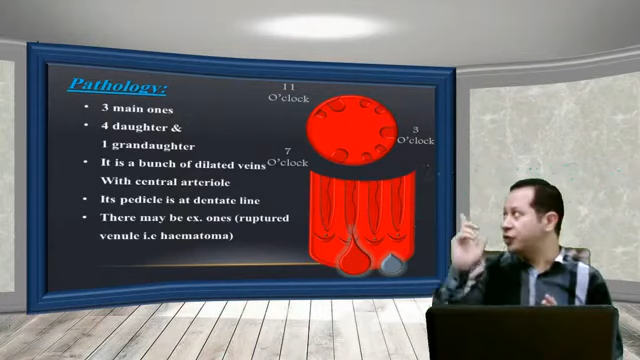 Pathology:
• 3 main ones
• 4 daughter &
1 grandaughter
• It is a bunch of dilated veins
With central arteriole
• Its pedicle is at dentate line
• There may be ex. ones (ruptured
venule i.e haematoma)
11
O'clock
3
O'clock
7
O'clock